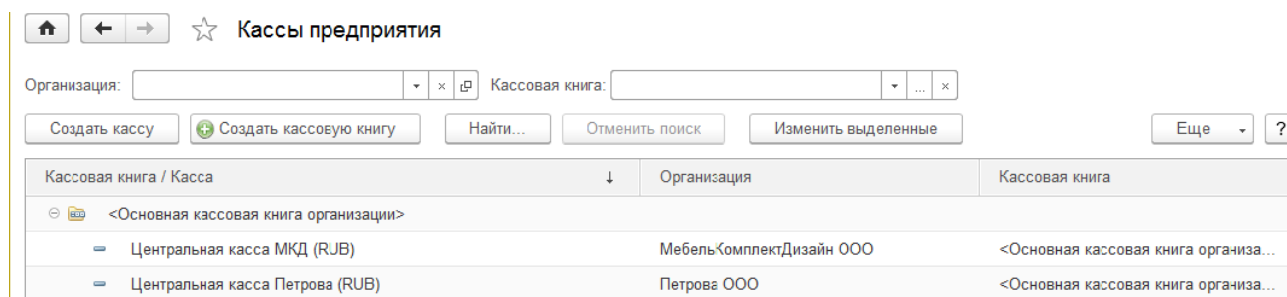 Кассы предприятия
Организация: Кассовая книга:
Создать кассу Создать кассовую книгу Найти... Отменить поиск Изменить выделенные Еще ?
Кассовая книга / Касса ↓ Организация Кассовая книга
<Основная кассовая книга организации>
Центральная касса МКД (RUB) МебельКомплектДизайн ООО <Основная кассовая книга организа...
Центральная касса Петрова (RUB) Петрова ООО <Основная кассовая книга организа...